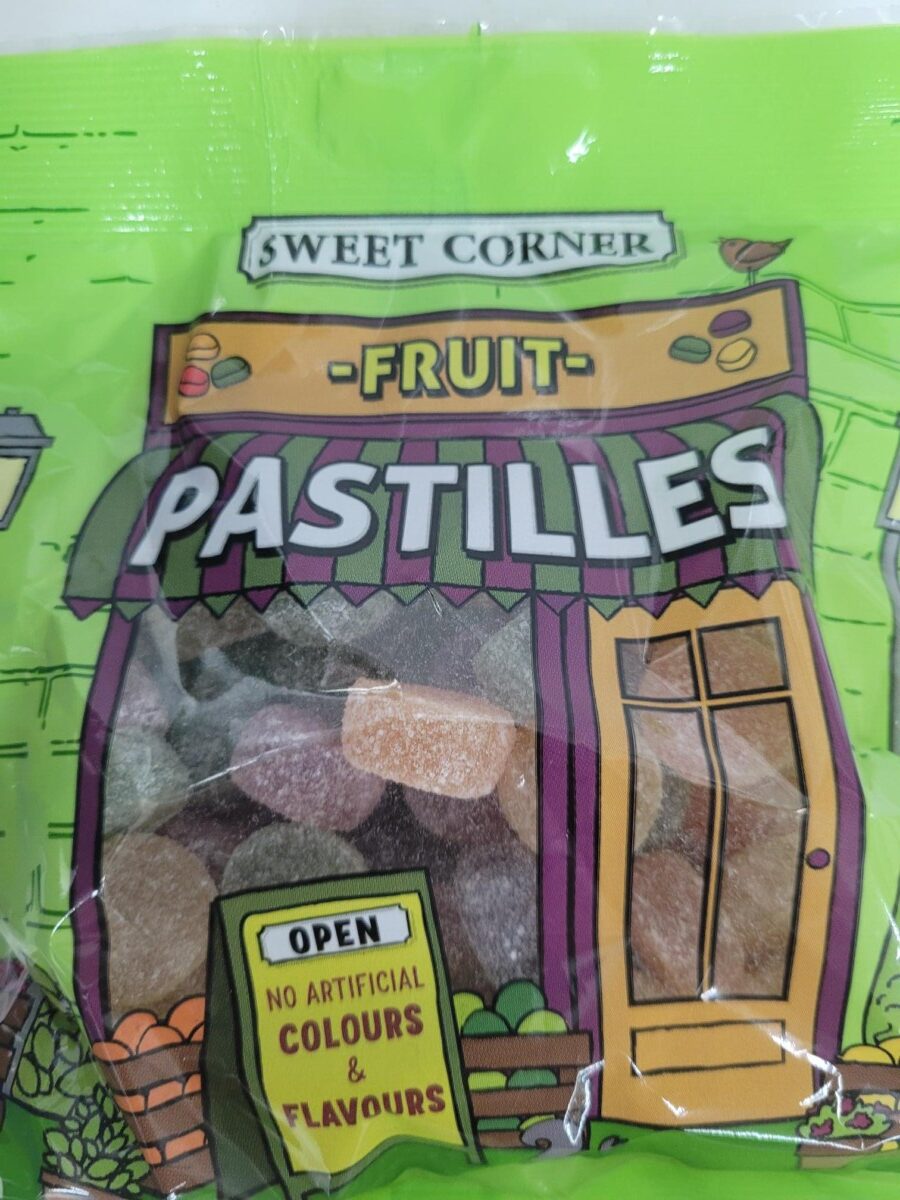 SWEET CORNER
-FRUIT-
PASTILLES
OPEN
NO ARTIFICIAL
COLOURS
&
FLAVOURS